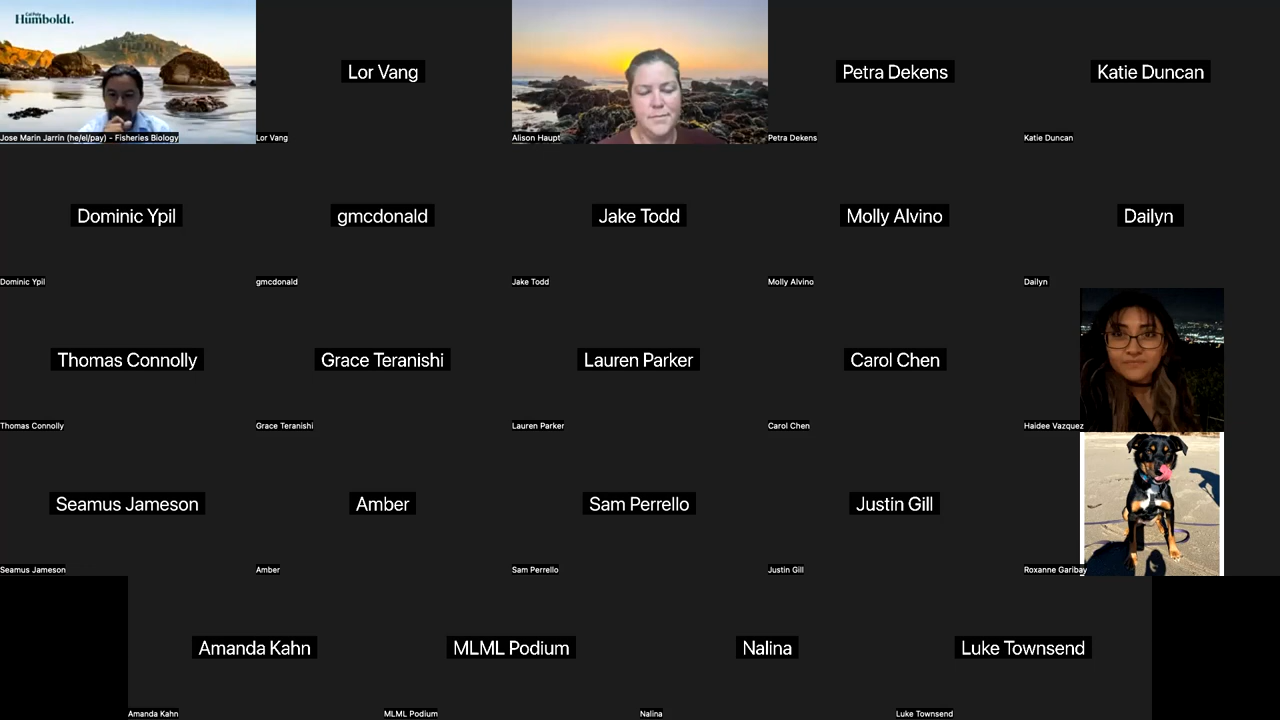 Cal Poly
Humboldt.
Jose Marin Jarrin (he/el/pay) - Fisheries Biology
Lor Vang
Lor Vang
Alison Haupt
Petra Dekens
Petra Dekens
Katie Duncan
Katie Duncan
Dominic Ypil
Dominic Ypil
gmcdonald
gmcdonald
Jake Todd
Jake Todd
Molly Alvino
Molly Alvino
Dailyn
Dailyn
Thomas Connolly
Thomas Connolly
Grace Teranishi
Grace Teranishi
Lauren Parker
Lauren Parker
Carol Chen
Carol Chen
Haidee Vazquez
Seamus Jameson
Seamus Jameson
Amber
Amber
Sam Perrello
Sam Perrello
Justin Gill
Justin Gill
Roxanne Garibay
Amanda Kahn
Amanda Kahn
MLML Podium
MLML Podium
Nalina
Nalina
Luke Townsend
Luke Townsend